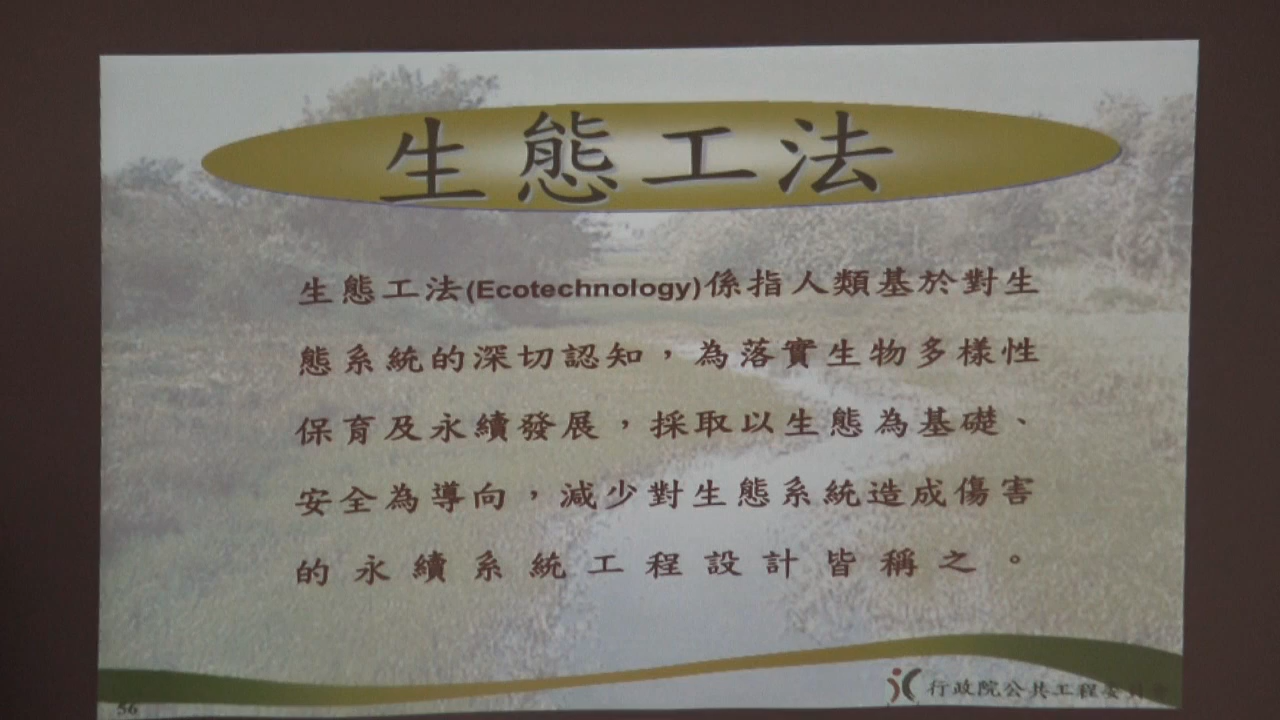 生態工法
生態工法(Ecotechnology)係指人類基於對生
態系統的深切認知，為落實生物多樣性
保育及永續發展，採取以生態為基礎、
安全為導向，減少對生態系統造成傷害
的永續系統工程設計皆稱之。
行政院公共工程委員會
56